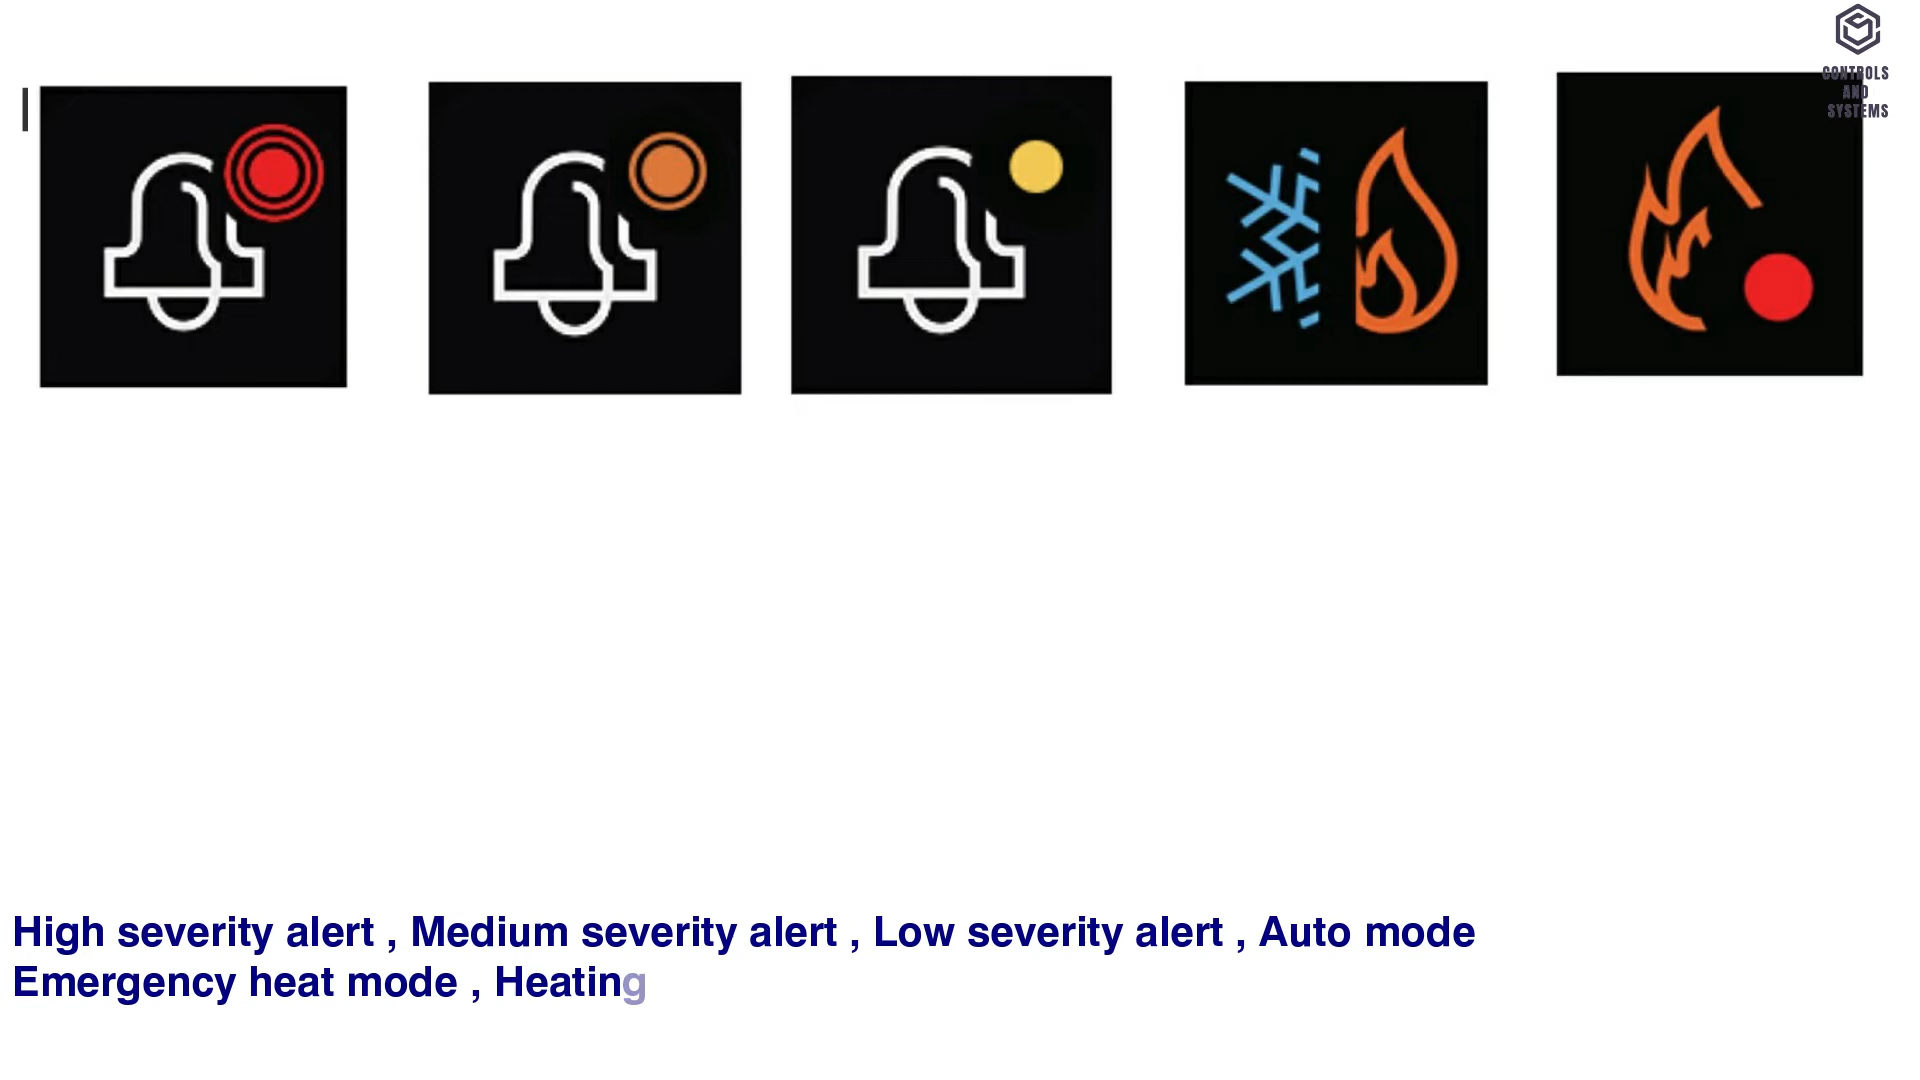 CONTROLS
AND
SYSTEMS
High severity alert , Medium severity alert , Low severity alert , Auto mode
Emergency heat mode , Heating